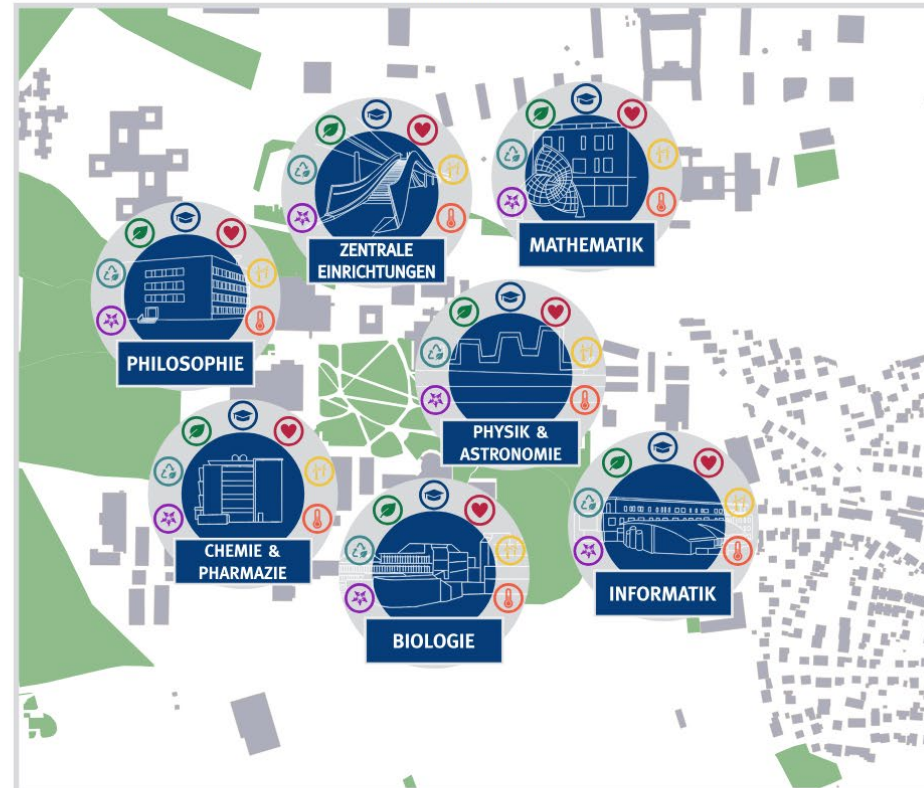 ZENTRALE
EINRICHTUNGEN
MATHEMATIK
PHILOSOPHIE
PHYSIK &
ASTRONOMIE
CHEMIE &
PHARMAZIE
INFORMATIK
BIOLOGIE